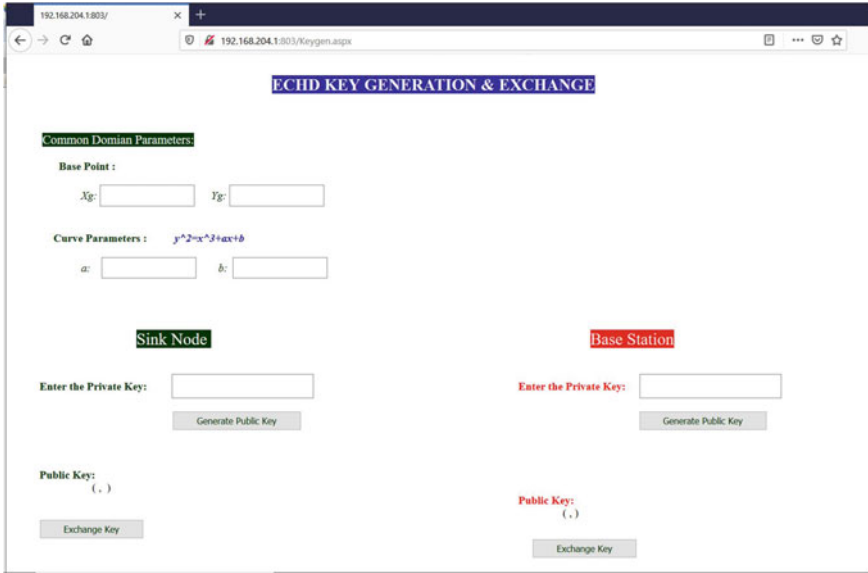 192.168.204.1:803/
192.168.204.1:803/Keygen.aspx
ECHD KEY GENERATION & EXCHANGE
Common Domian Parameters:
Base Point :
Xg: Yg:
Curve Parameters : y^2=x^3+ax+b
a: b:
Sink Node Base Station
Enter the Private Key: Enter the Private Key:
Generate Public Key Generate Public Key
Public Key:
( , )
Public Key:
( , )
Exchange Key
Exchange Key